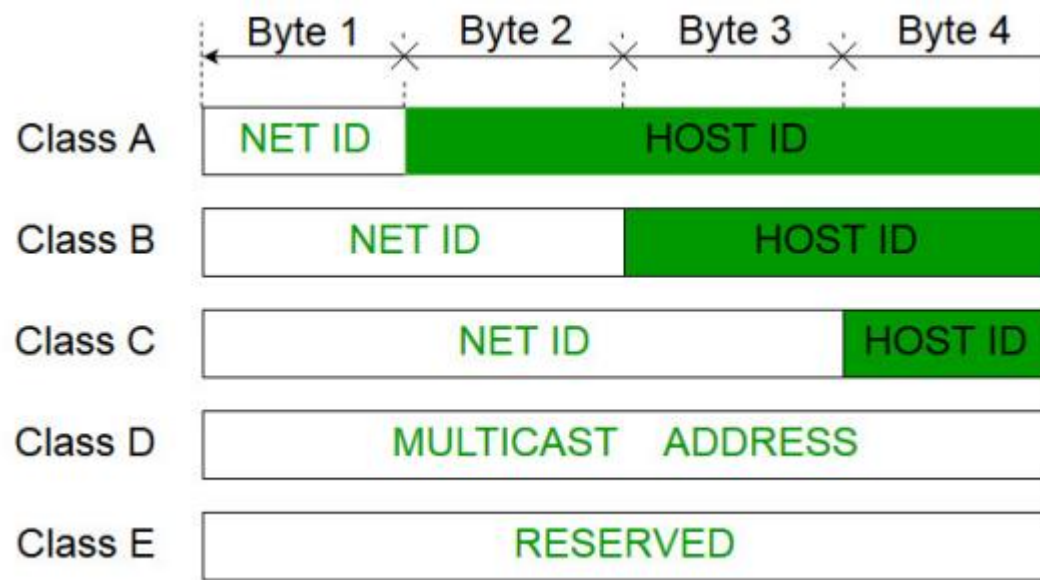 Byte 1 Byte 2 Byte 3 Byte 4
Class A NET ID HOST ID
Class B NET ID HOST ID
Class C NET ID HOST ID
Class D MULTICAST ADDRESS
Class E RESERVED